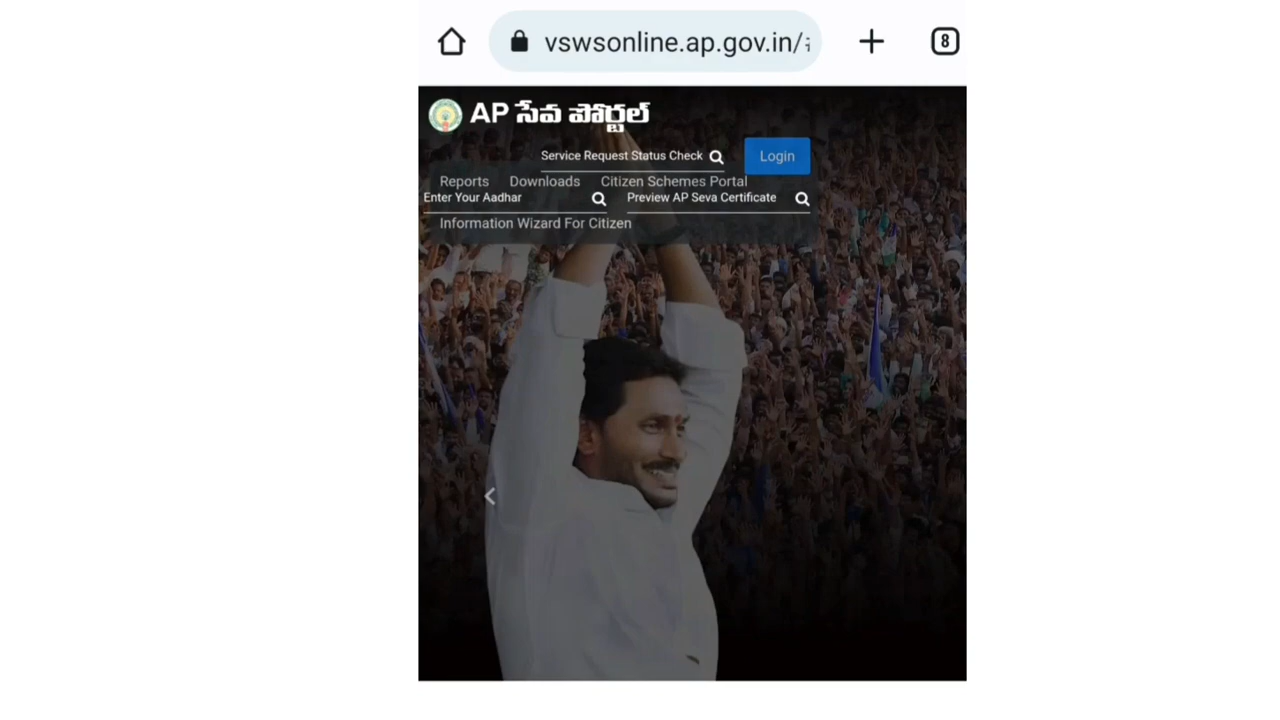 vswsonline.ap.gov.in/
8
AP సేవ పోర్టల్
Service Request Status Check
Login
Reports Downloads Citizen Schemes Portal
Enter Your Aadhar Preview AP Seva Certificate
Information Wizard For Citizen